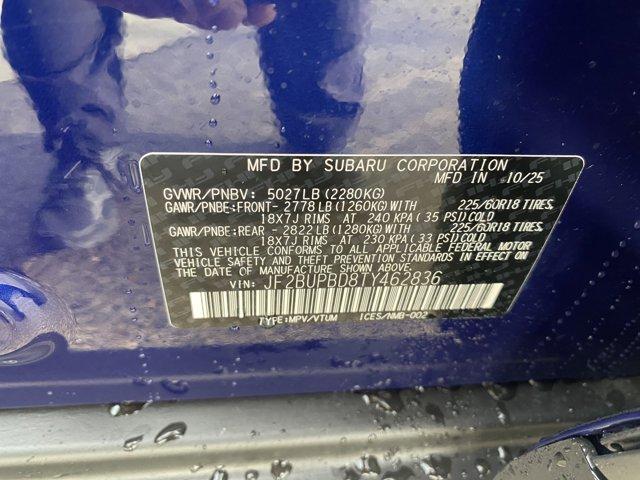 MFD BY SUBARU CORPORATION
MFD IN 10/25
GVWR/PNBV: 5027LB (2280KG)
GAWR/PNBE:FRONT- 2778 LB (1260KG) WITH 225/60R18 TIRES,
18X7J RIMS AT 240 KPA (35 PSI) COLD
GAWR/PNBE:REAR - 2822 LB (1280KG) WITH 225/60R18 TIRES,
18X7J RIMS AT 230 KPA (33 PSI) COLD
THIS VEHICLE CONFORMS TO ALL APPLICABLE FEDERAL MOTOR
VEHICLE SAFETY AND THEFT PREVENTION STANDARDS IN EFFECT ON
THE DATE OF MANUFACTURE SHOWN ABOVE.
VIN: JF2BUPBD8TY462836
TYPE:MPV/VTUM ICES/NMB-002